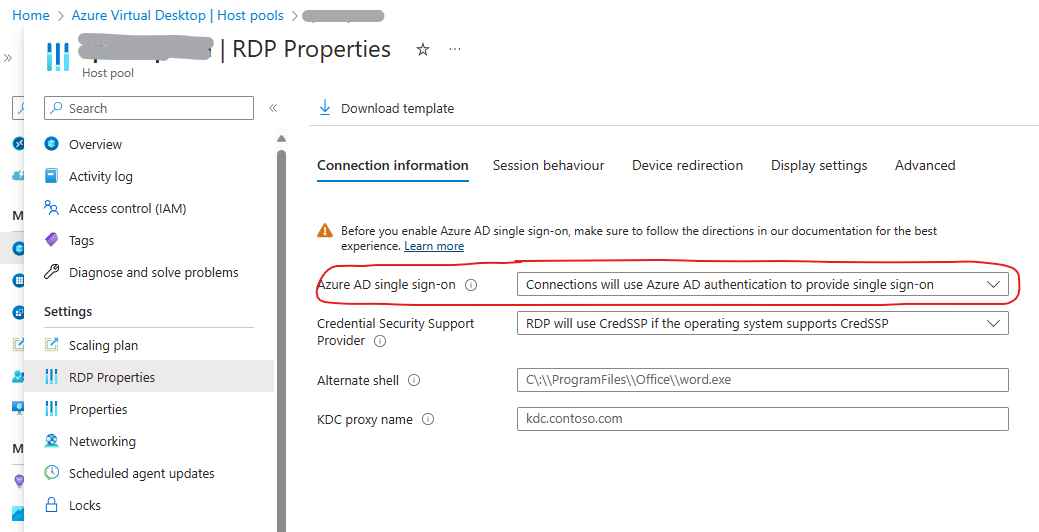 Home > Azure Virtual Desktop | Host pools >
| RDP Properties
Host pool
Search
Overview
Activity log
Access control (IAM)
Tags
Diagnose and solve problems
Settings
Scaling plan
RDP Properties
Properties
Networking
Scheduled agent updates
Locks
Download template
Connection information Session behaviour Device redirection Display settings Advanced
Before you enable Azure AD single sign-on, make sure to follow the directions in our documentation for the best
experience. Learn more
Azure AD single sign-on Connections will use Azure AD authentication to provide single sign-on
Credential Security Support RDP will use CredSSP if the operating system supports CredSSP
Provider
Alternate shell C\:\\ProgramFiles\\Office\\word.exe
KDC proxy name kdc.contoso.com